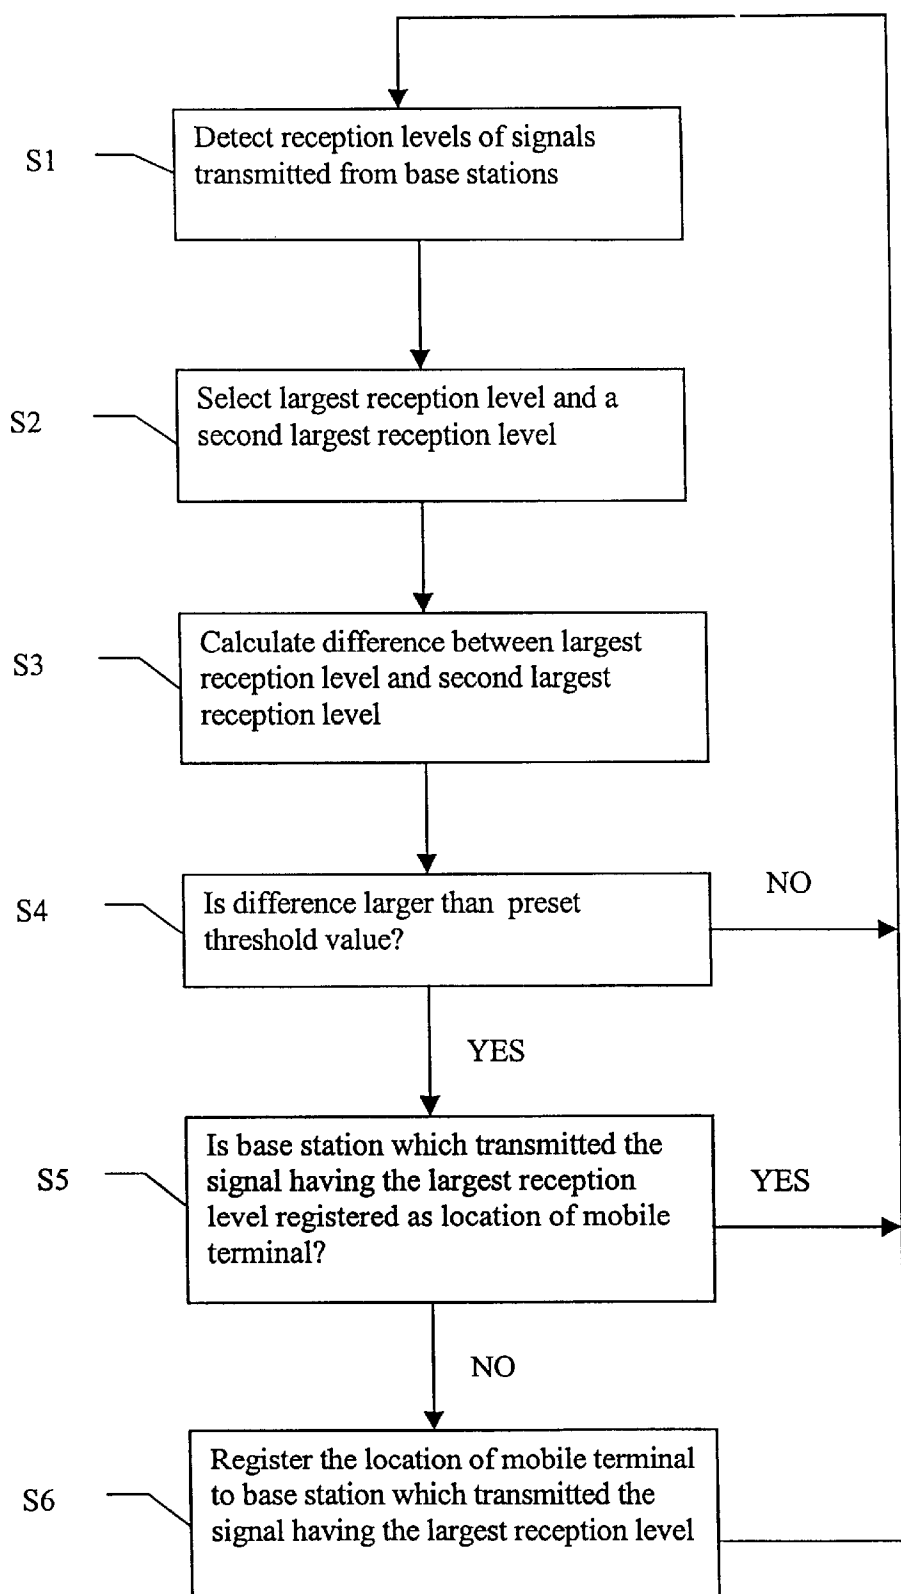 S1
Detect reception levels of signals
transmitted from base stations
S2
Select largest reception level and a
second largest reception level
S3
Calculate difference between largest
reception level and second largest
reception level
S4
Is difference larger than preset
threshold value?
NO
YES
S5
Is base station which transmitted the
signal having the largest reception
level registered as location of mobile
terminal?
YES
NO
S6
Register the location of mobile terminal
to base station which transmitted the
signal having the largest reception level